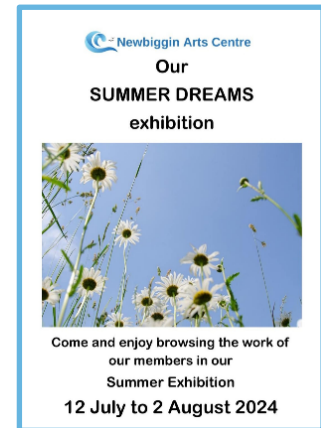 Newbiggin Arts Centre
Our
SUMMER DREAMS
exhibition
Come and enjoy browsing the work of
our members in our
Summer Exhibition
12 July to 2 August 2024